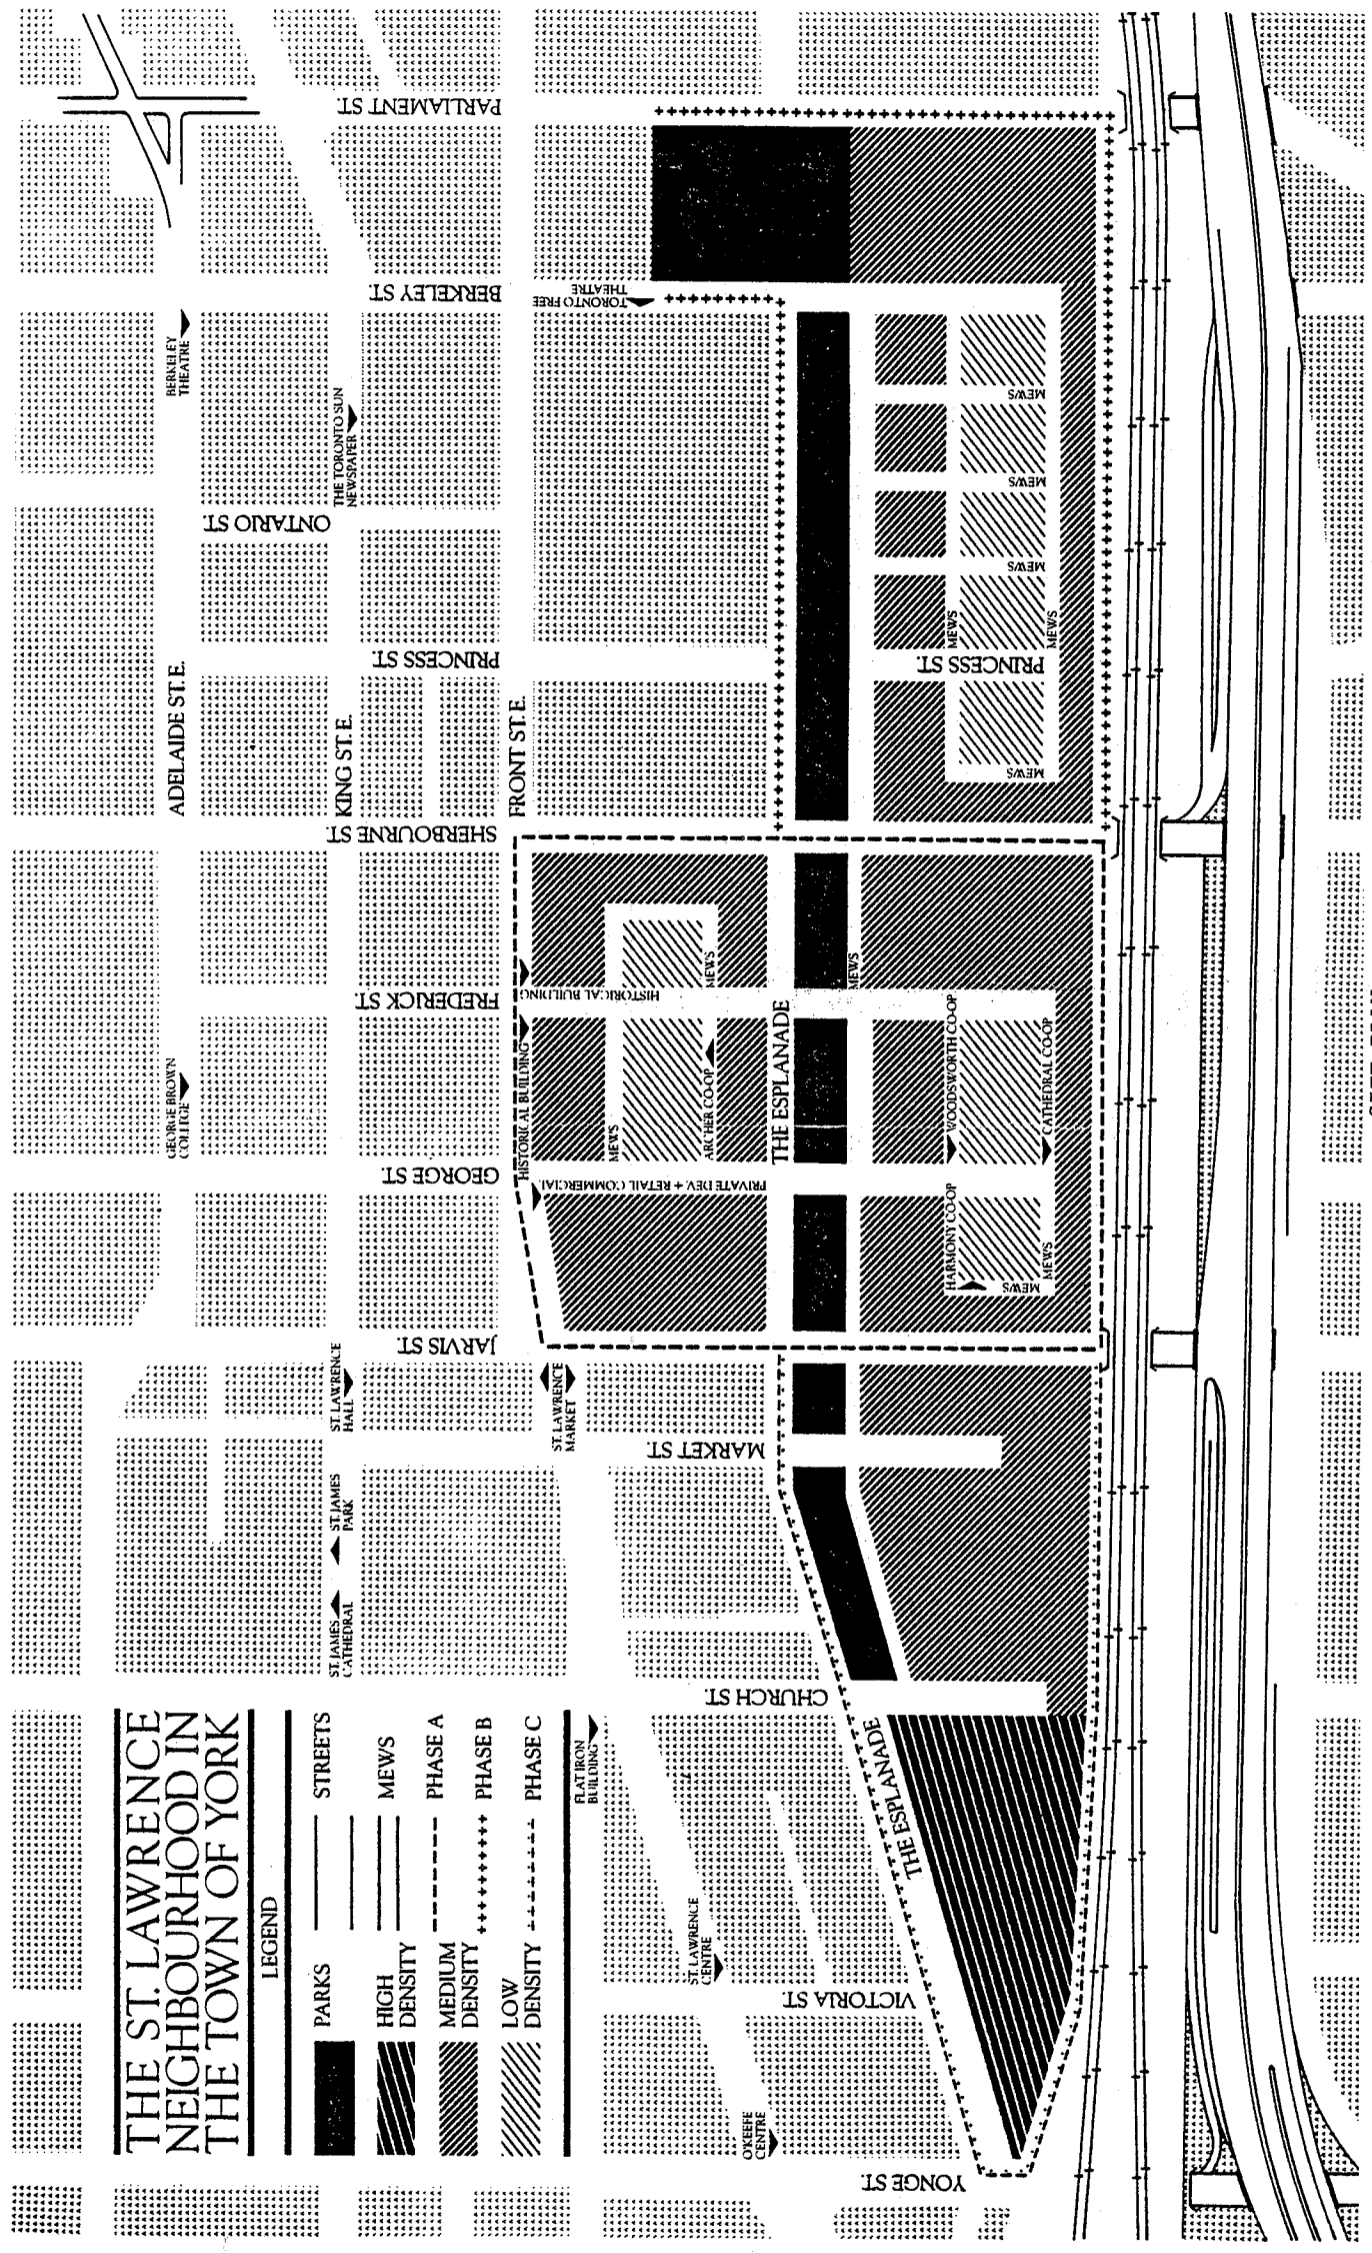 THE ST. LAWRENCE
NEIGHBOURHOOD IN
THE TOWN OF YORK
LEGEND
PARKS
HIGH
DENSITY
MEDIUM
DENSITY
LOW
DENSITY
STREETS
MEWS
PHASE A
PHASE B
PHASE C
ADELAIDE ST. E.
KING ST. E.
FRONT ST. E.
THE ESPLANADE
THE ESPLANADE
YONGE ST.
VICTORIA ST.
CHURCH ST.
MARKET ST.
JARVIS ST.
GEORGE ST.
FREDERICK ST.
SHERBOURNE ST.
PRINCESS ST.
PRINCESS ST.
ONTARIO ST.
BERKELEY ST.
PARLIAMENT ST.
O'KEEFE
CENTRE
ST. LAWRENCE
CENTRE
FLAT IRON
BUILDING
ST. JAMES
CATHEDRAL
ST. JAMES
PARK
ST. LAWRENCE
HALL
ST. LAWRENCE
MARKET
GEORGE BROWN
COLLEGE
HISTORICAL BUILDING
HISTORICAL BUILDING
PRIVATE DEV. + RETAIL COMMERCIAL
ARCHER CO-OP
HARMONY CO-OP
WOODSWORTH CO-OP
CATHEDRAL CO-OP
THE TORONTO SUN
NEWSPAPER
BERKELEY
THEATRE
TORONTO FREE
THEATRE
MEWS
MEWS
MEWS
MEWS
MEWS
MEWS
MEWS
MEWS
MEWS
MEWS
MEWS
MEWS